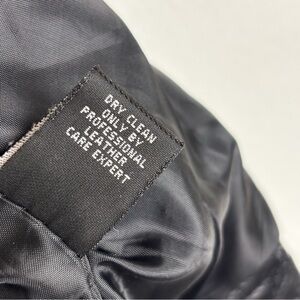 DRY CLEAN
ONLY BY
PROFESSIONAL
LEATHER
CARE EXPERT